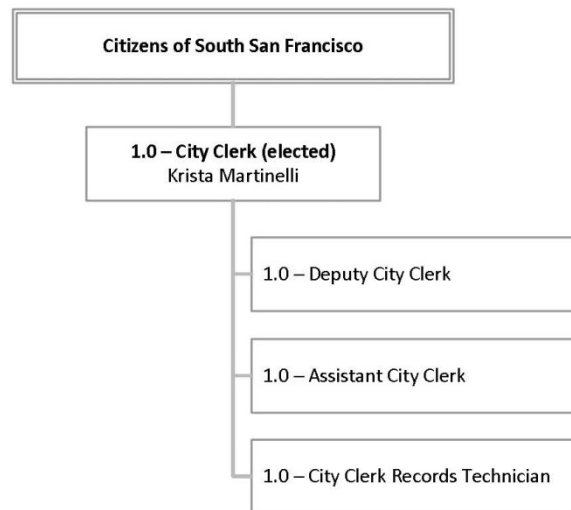 Citizens of South San Francisco
1.0 – City Clerk (elected)
Krista Martinelli
1.0 – Deputy City Clerk
1.0 – Assistant City Clerk
1.0 – City Clerk Records Technician